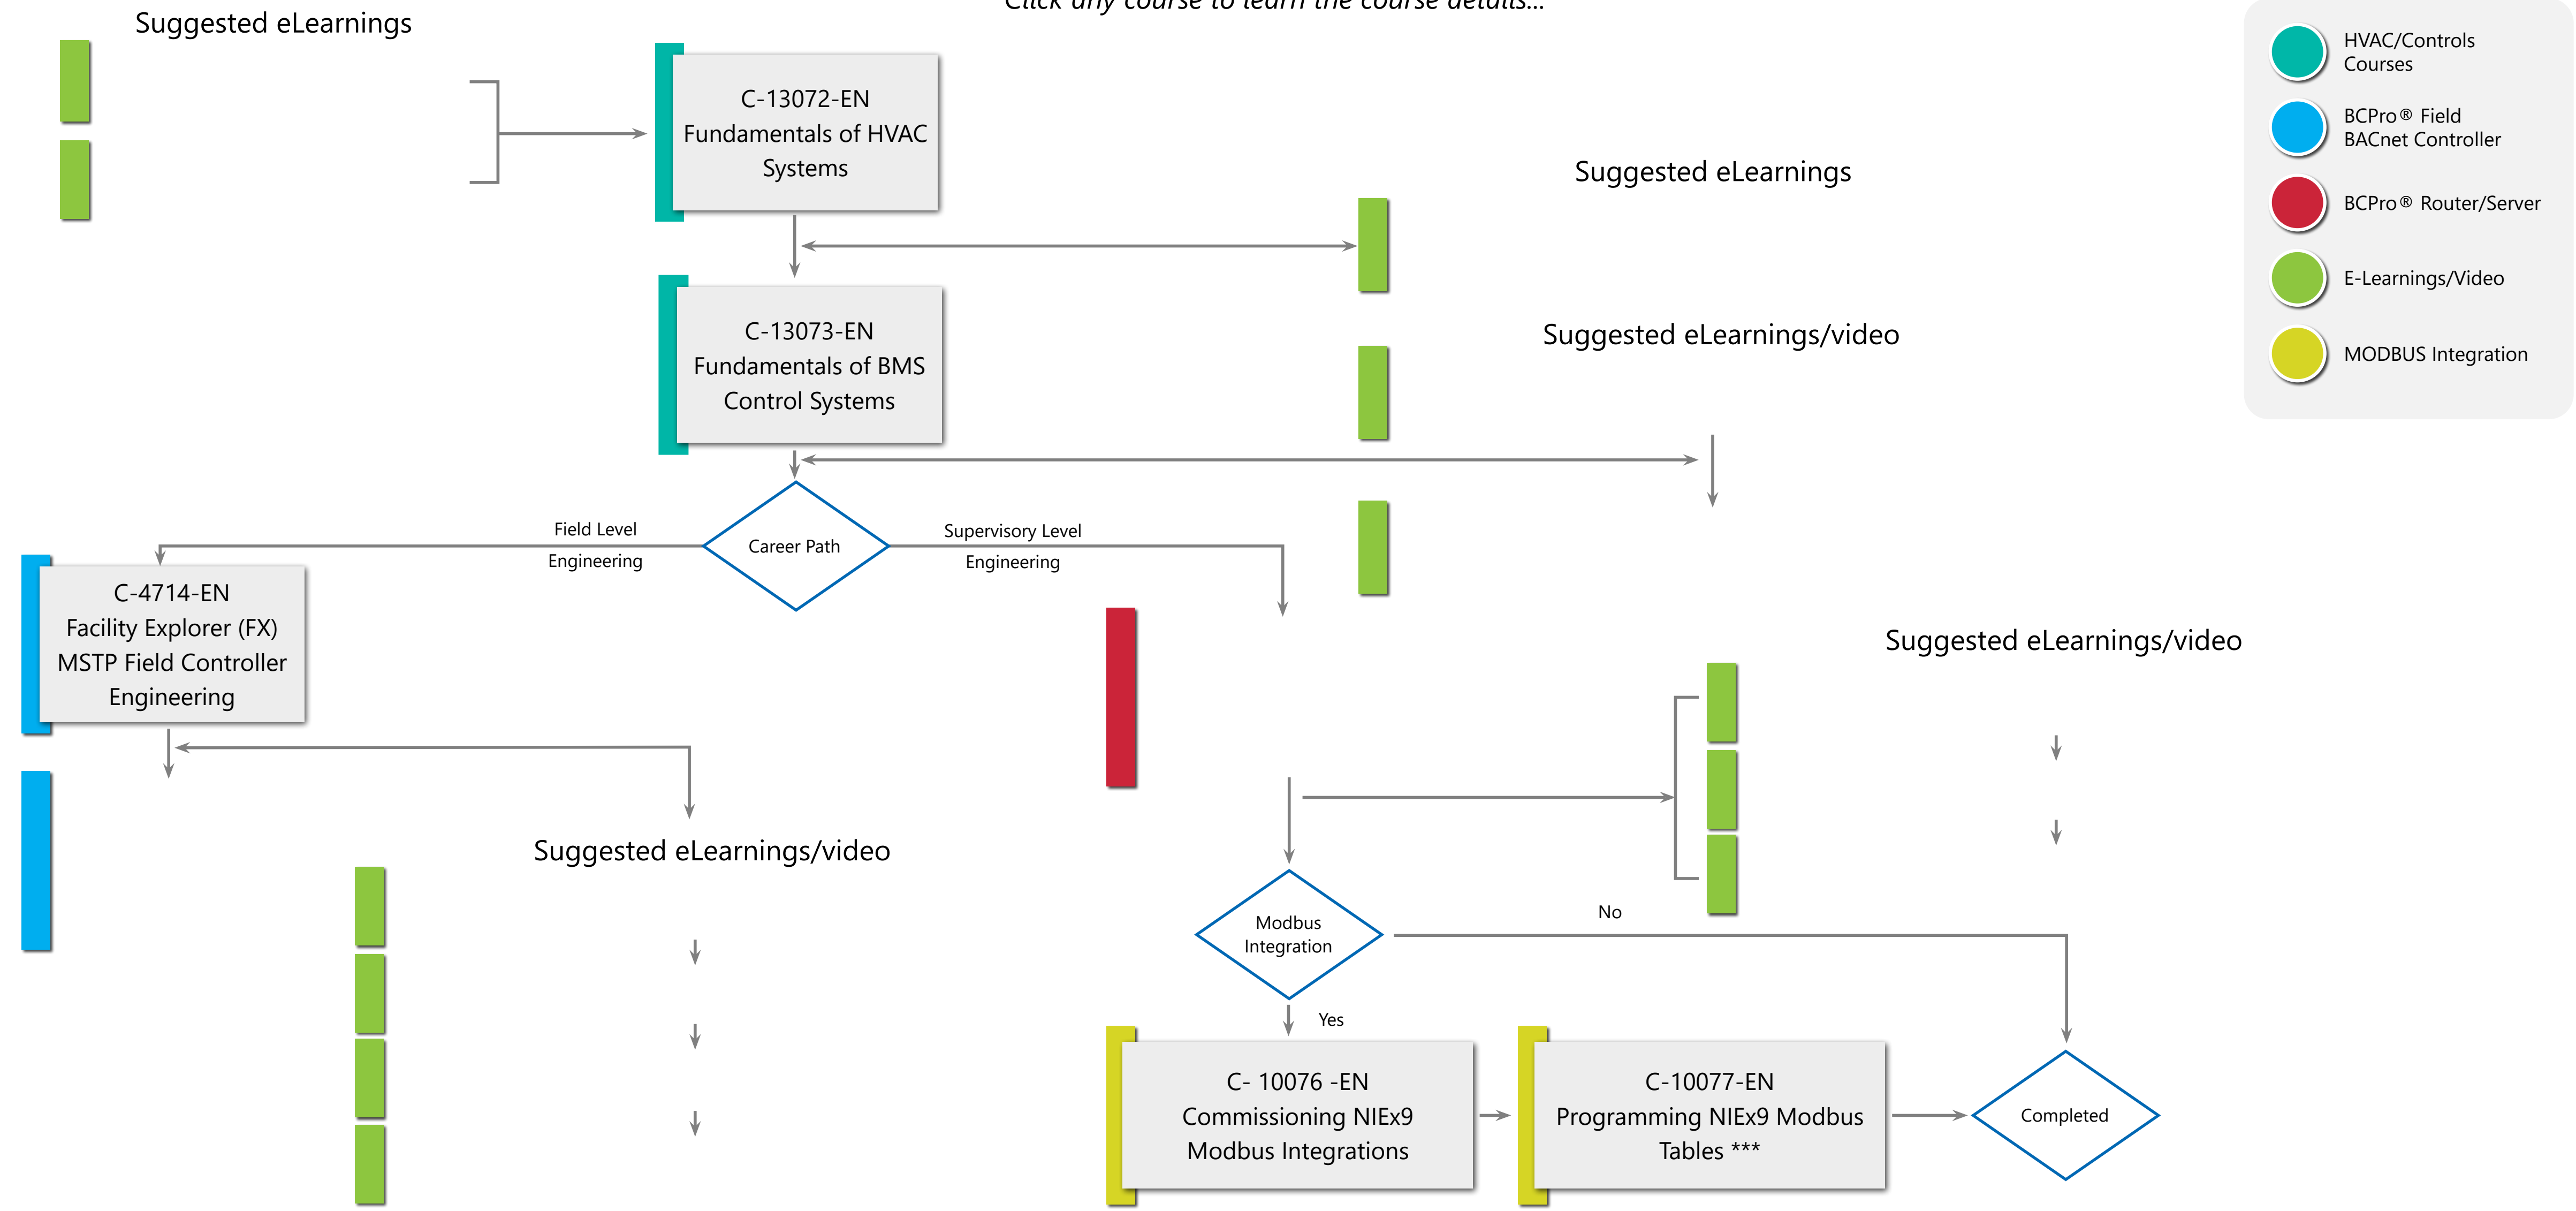 Click any course to learn the course details...
Suggested eLearnings
HVAC/Controls
Courses
BCPro® Field
BACnet Controller
BCPro® Router/Server
E-Learnings/Video
MODBUS Integration
C-13072-EN
Fundamentals of HVAC
Systems
Suggested eLearnings
C-13073-EN
Fundamentals of BMS
Control Systems
Suggested eLearnings/video
Field Level
Engineering
Career Path
Supervisory Level
Engineering
C-4714-EN
Facility Explorer (FX)
MSTP Field Controller
Engineering
Suggested eLearnings/video
Suggested eLearnings/video
Modbus
Integration
No
Yes
C- 10076 -EN
Commissioning NIEx9
Modbus Integrations
C-10077-EN
Programming NIEx9 Modbus
Tables ***
Completed